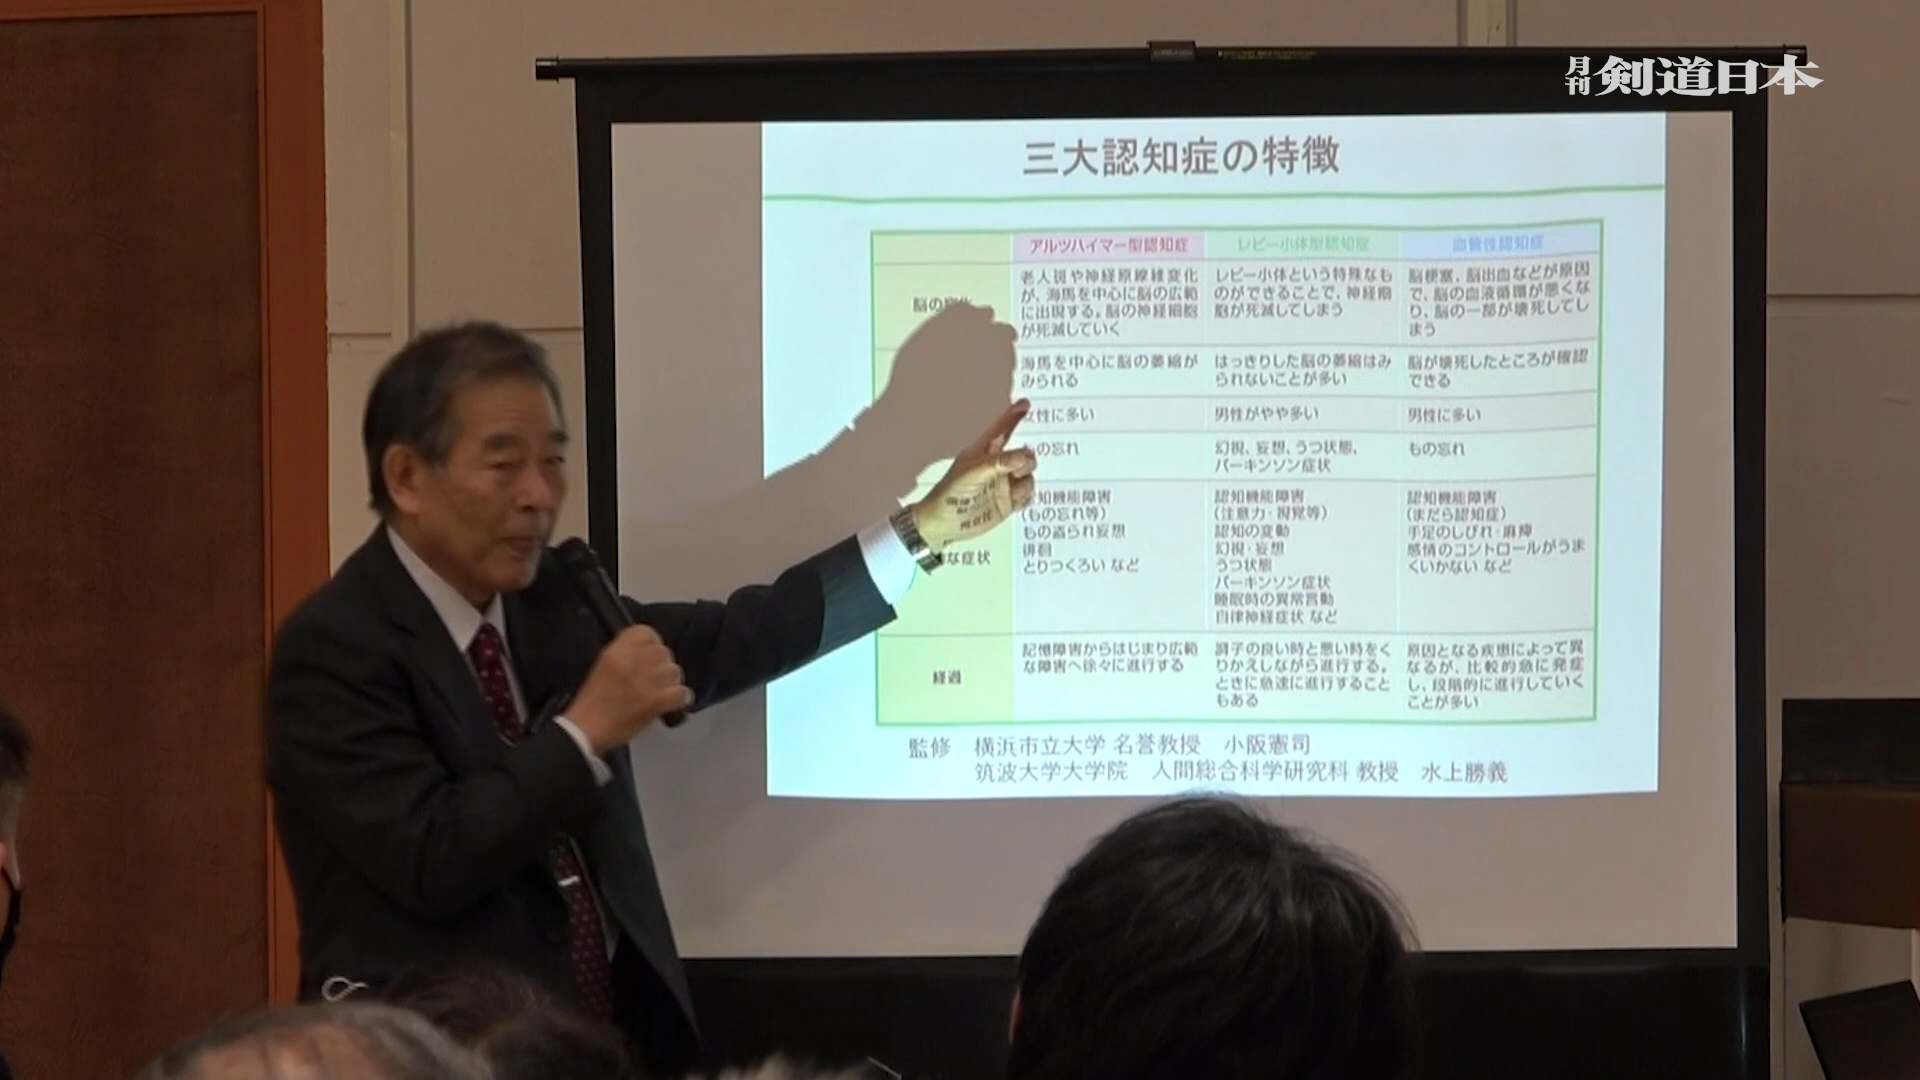 月刊 剣道日本
三大認知症の特徴
アルツハイマー型認知症
レビー小体型認知症
血管性認知症
脳の
老人斑や神経原線維変化
が、海馬を中心に脳の広範
に出現する。脳の神経細胞
が死滅していく
レビー小体という特殊なも
のができることで、神経細
胞が死滅してしまう
脳梗塞、脳出血などが原因
で、脳の血液循環が悪くな
り、脳の一部が壊死してし
まう
海馬を中心に脳の萎縮が
みられる
はっきりした脳の萎縮はみ
られないことが多い
脳が壊死したところが確認
できる
女性に多い
男性がやや多い
男性に多い
の忘れ
幻視、妄想、うつ状態、
パーキンソン症状
もの忘れ
な症状
知機能障害
(もの忘れ等)
もの盗られ妄想
徘徊
とりつくろい など
認知機能障害
(注意力・視覚等)
認知の変動
幻視・妄想
うつ状態
パーキンソン症状
睡眠時の異常言動
自律神経症状 など
認知機能障害
(まだら認知症)
手足のしびれ・麻痺
感情のコントロールがうま
くいかない など
経過
記憶障害からはじまり広範
な障害へ徐々に進行する
調子の良い時と悪い時をく
りかえしながら進行する。
ときに急速に進行すること
もある
原因となる疾患によって異
なるが、比較的急に発症
し、段階的に進行していく
ことが多い
監修 横浜市立大学 名誉教授 小阪憲司
筑波大学大学院 人間総合科学研究科 教授 水上勝義